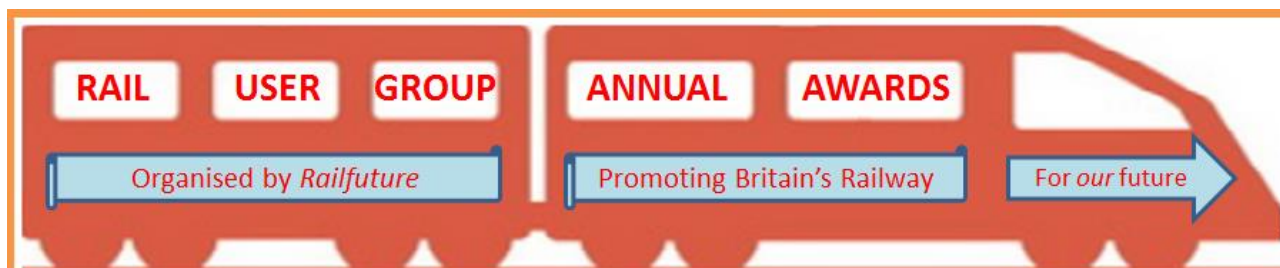 RAIL USER GROUP ANNUAL AWARDS
Organised by Railfuture Promoting Britain's Railway For our future